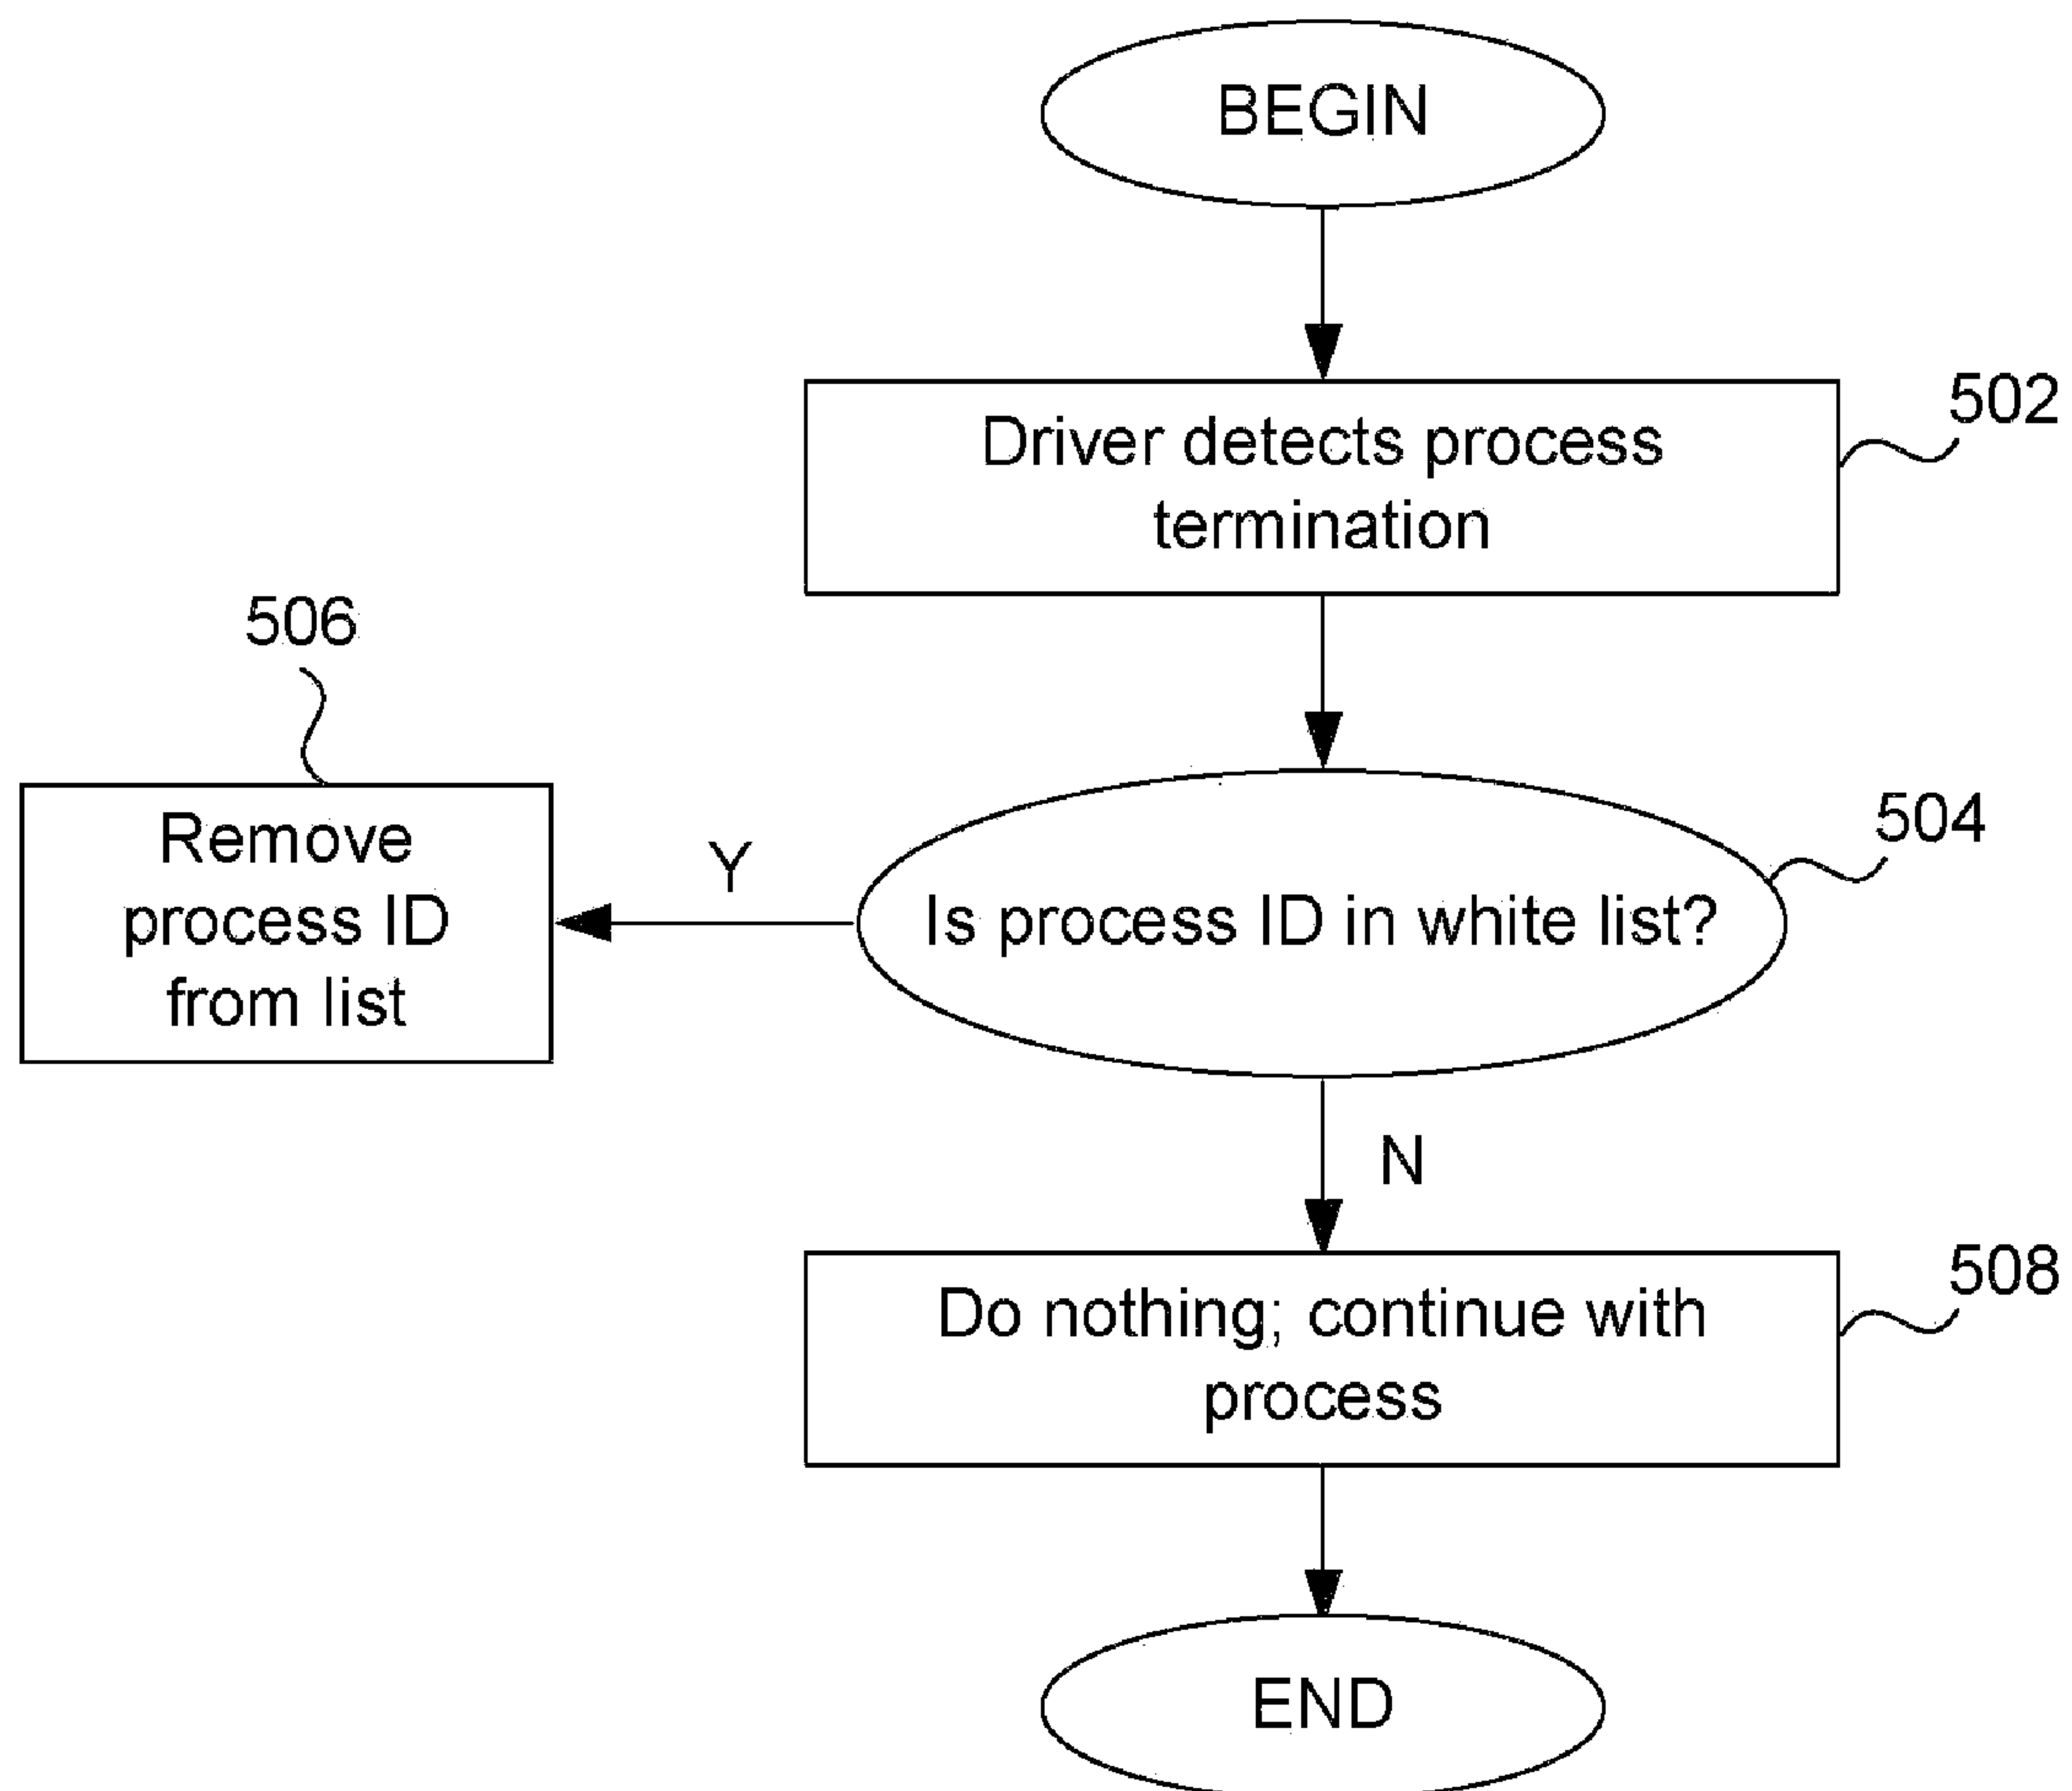 BEGIN
Driver detects process
termination
502
506
Remove
process ID
from list
Y
Is process ID in white list?
504
N
Do nothing; continue with
process
508
END